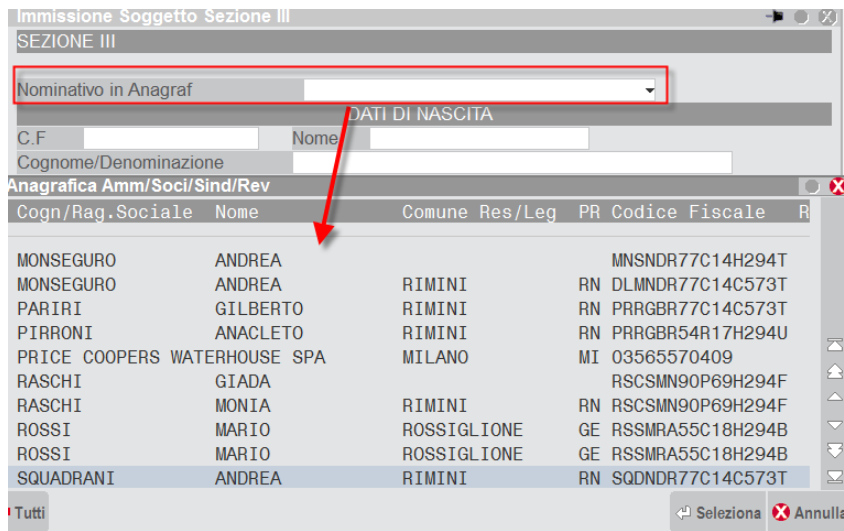 Immissione Soggetto Sezione III
SEZIONE III
Nominativo in Anagraf
DATI DI NASCITA
C.F Nome
Cognome/Denominazione
Anagrafica Amm/Soci/Sind/Rev
Cogn/Rag.Sociale Nome Comune Res/Leg PR Codice Fiscale R
MONSEGURO ANDREA MNSNDR77C14H294T
MONSEGURO ANDREA RIMINI RN DLMNDR77C14C573T
PARIRI GILBERTO RIMINI RN PRRGBR77C14C573T
PIRRONI ANACLETO RIMINI RN PRRGBR54R17H294U
PRICE COOPERS WATERHOUSE SPA MILANO MI 03565570409
RASCHI GIADA RSCSMN90P69H294F
RASCHI MONIA RIMINI RN RSCSMN90P69H294F
ROSSI MARIO ROSSIGLIONE GE RSSMRA55C18H294B
ROSSI MARIO ROSSIGLIONE GE RSSMRA55C18H294B
SQUADRANI ANDREA RIMINI RN SQDNDR77C14C573T
Tutti Seleziona Annulla